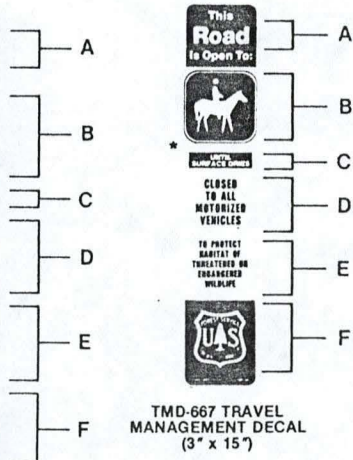 This
Road
Is Open To:
A
A
B
B
*
UNTIL
SURFACE DRIES
C
C
CLOSED
TO ALL
MOTORIZED
VEHICLES
D
D
TO PROTECT
HABITAT OF
THREATENED OR
ENDANGERED
WILDLIFE
E
E
FOREST SERVICE
U S
F
F
TMD-667 TRAVEL
MANAGEMENT DECAL
(3" x 15")